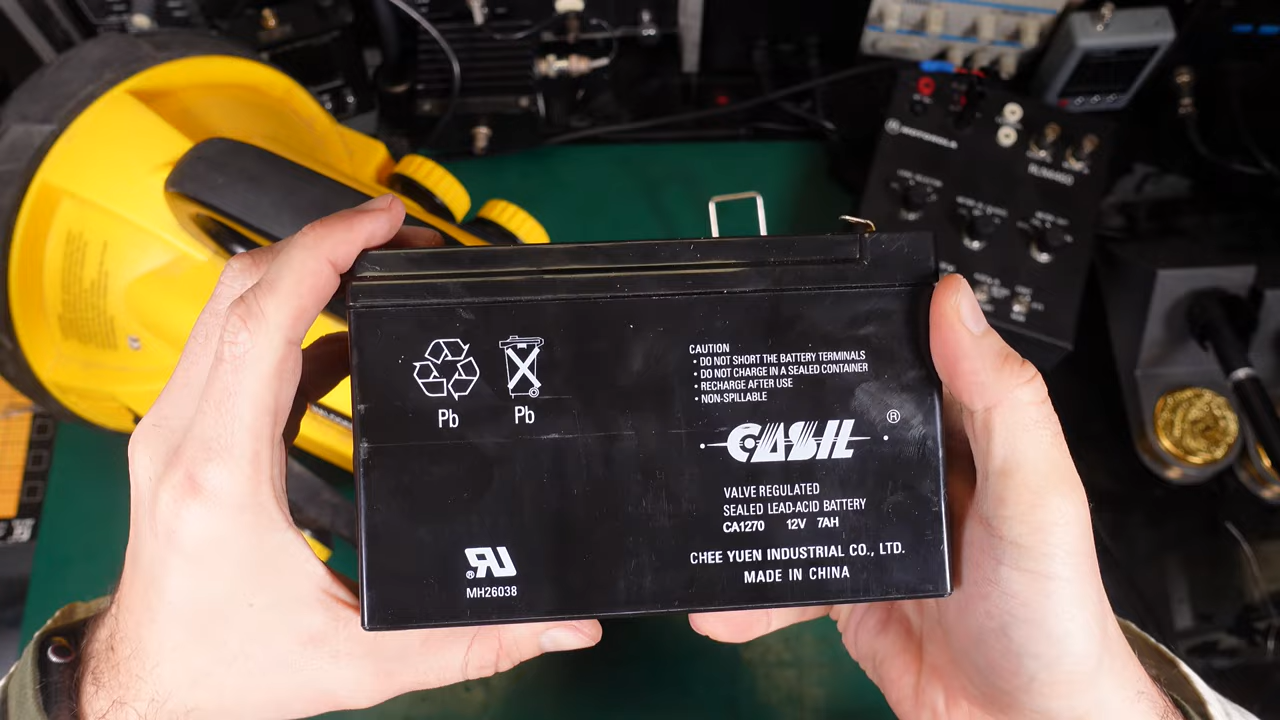 MOTOROLA
Pb
Pb
CAUTION
• DO NOT SHORT THE BATTERY TERMINALS
• DO NOT CHARGE IN A SEALED CONTAINER
• RECHARGE AFTER USE
• NON-SPILLABLE
CASIL®
VALVE REGULATED
SEALED LEAD-ACID BATTERY
CA1270 12V 7AH
CHEE YUEN INDUSTRIAL CO., LTD.
MADE IN CHINA
RU®
MH26038